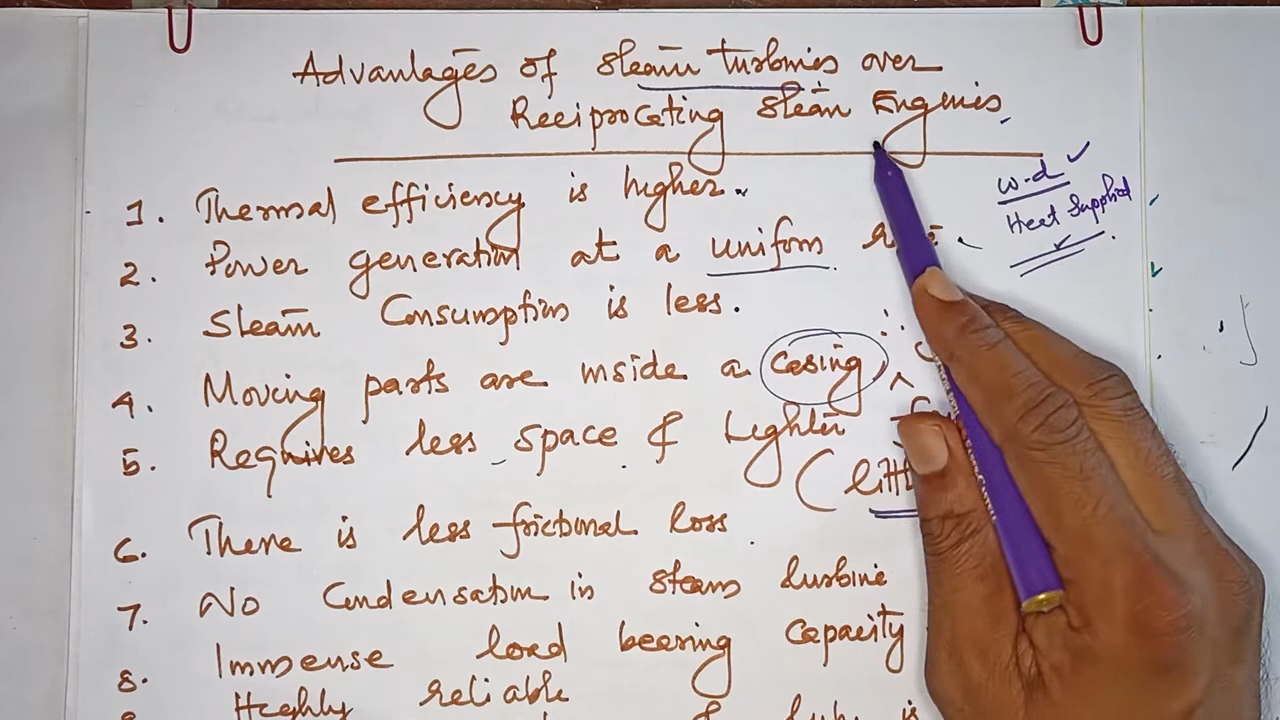 Advantages of Steam turbines over
Reciprocating Steam Engines.
1. Thermal efficiency is higher.
w.d
Heat Supplied
2. Power generation at a uniform
3. Steam Consumption is less.
4. Moving parts are inside a Casing,
5. Requires less space & Lighter
6. There is less frictional loss.
7. No Condensation in steam turbine
8. Immense load bearing capacity
Highly reliable